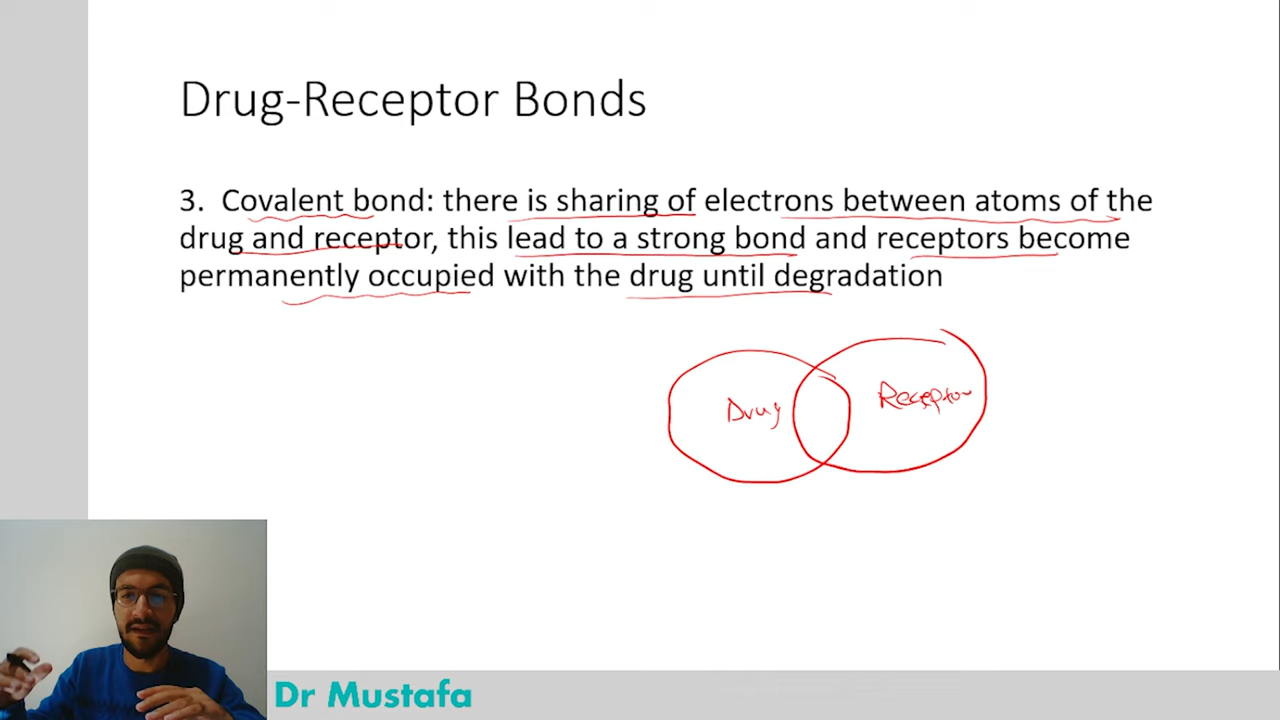 Drug-Receptor Bonds
3. Covalent bond: there is sharing of electrons between atoms of the
drug and receptor, this lead to a strong bond and receptors become
permanently occupied with the drug until degradation
Drug
Receptor
Dr Mustafa